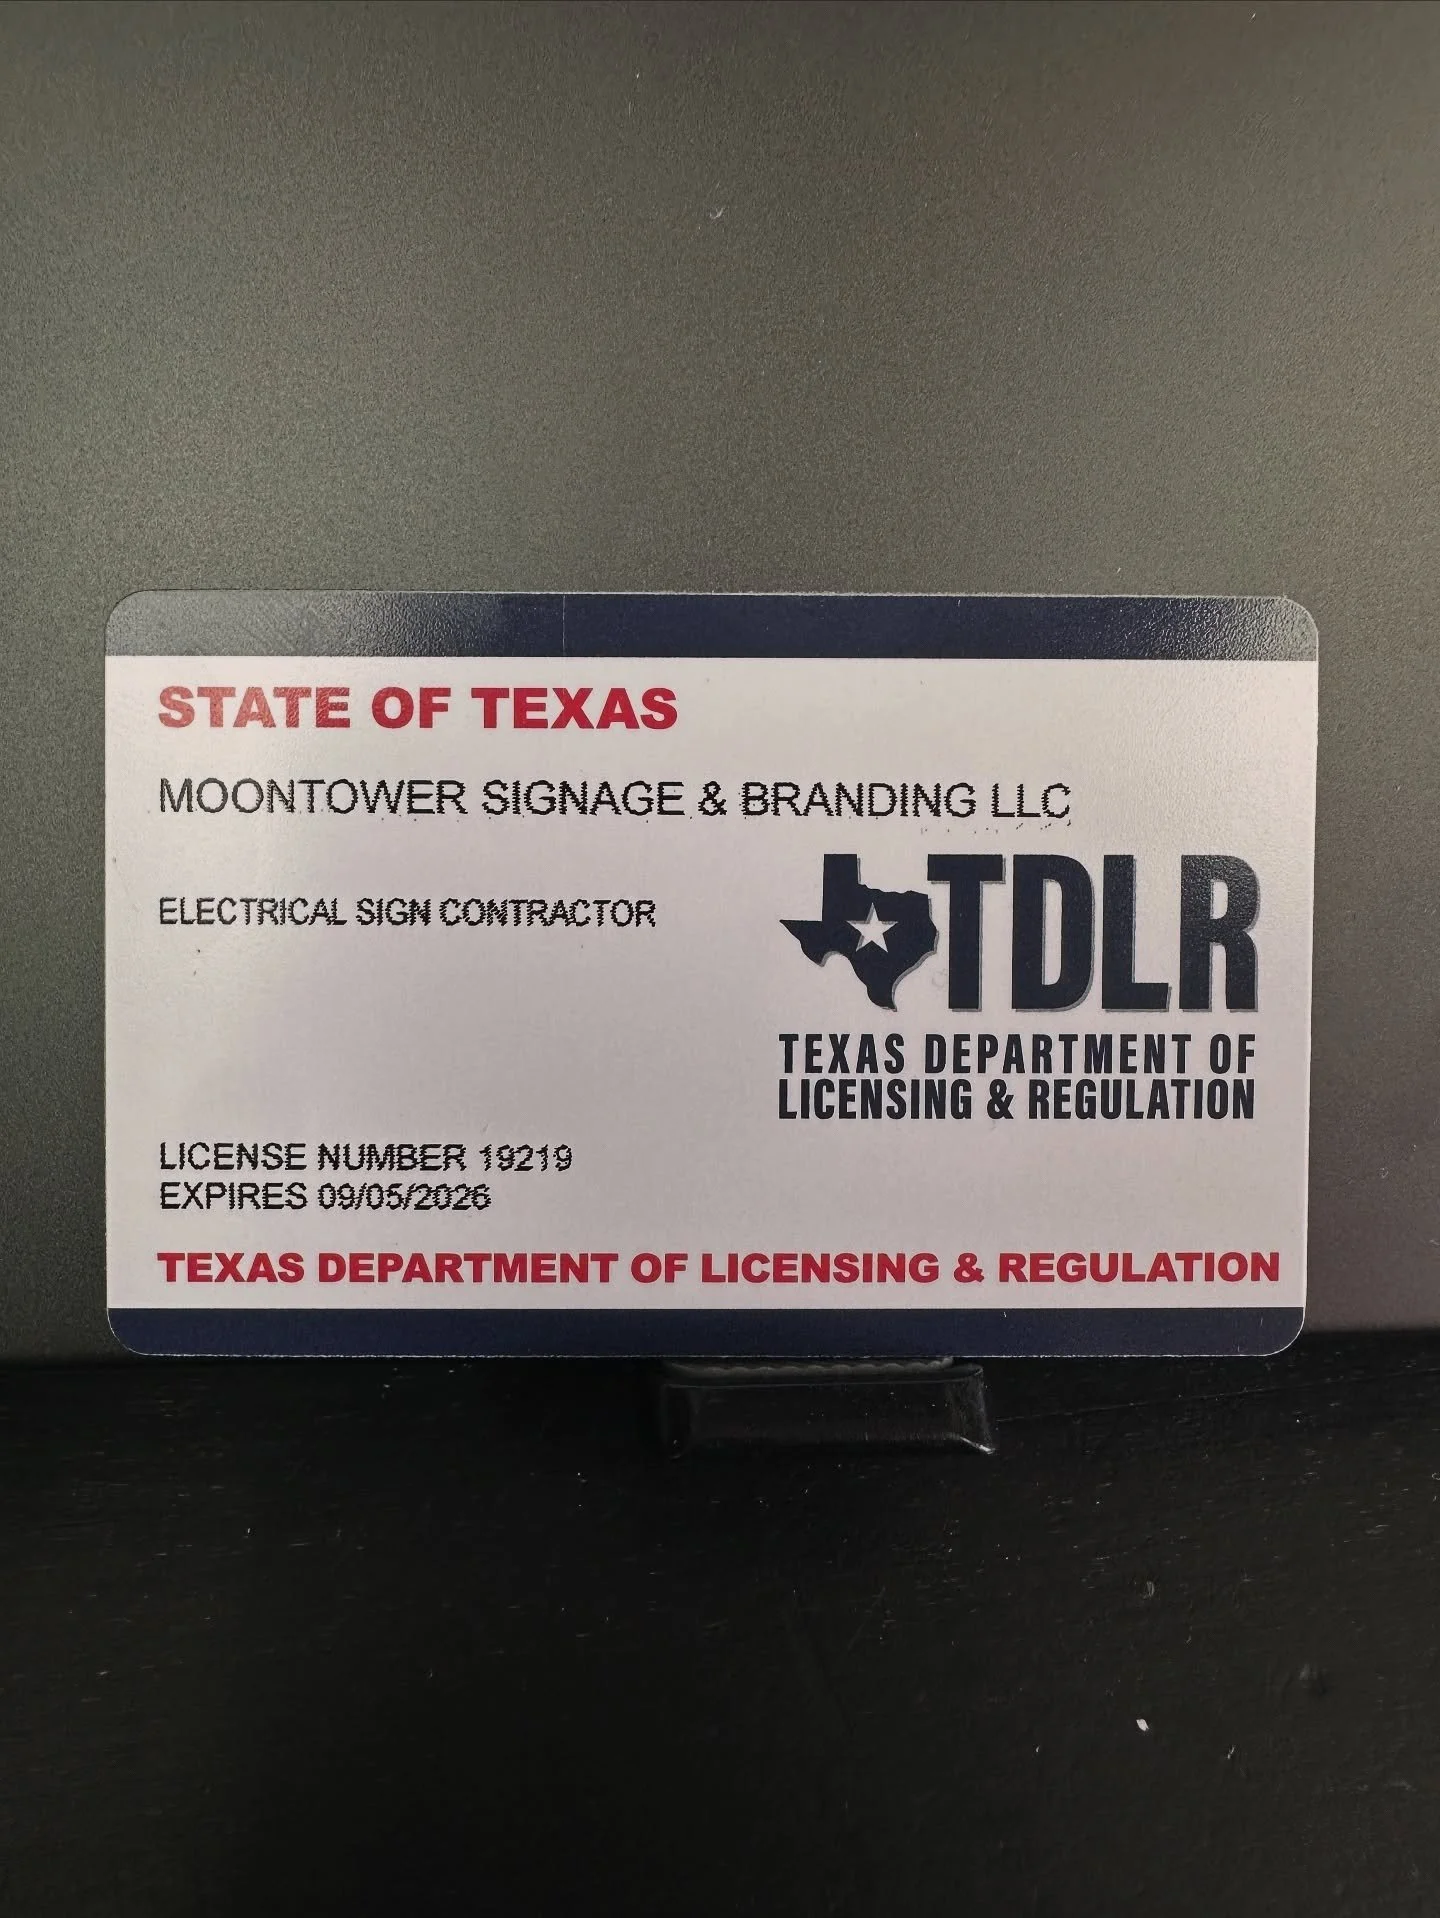 STATE OF TEXAS
MOONTOWER SIGNAGE & BRANDING LLC
ELECTRICAL SIGN CONTRACTOR
TDLR
TEXAS DEPARTMENT OF
LICENSING & REGULATION
LICENSE NUMBER 19219
EXPIRES 09/05/2026
TEXAS DEPARTMENT OF LICENSING & REGULATION